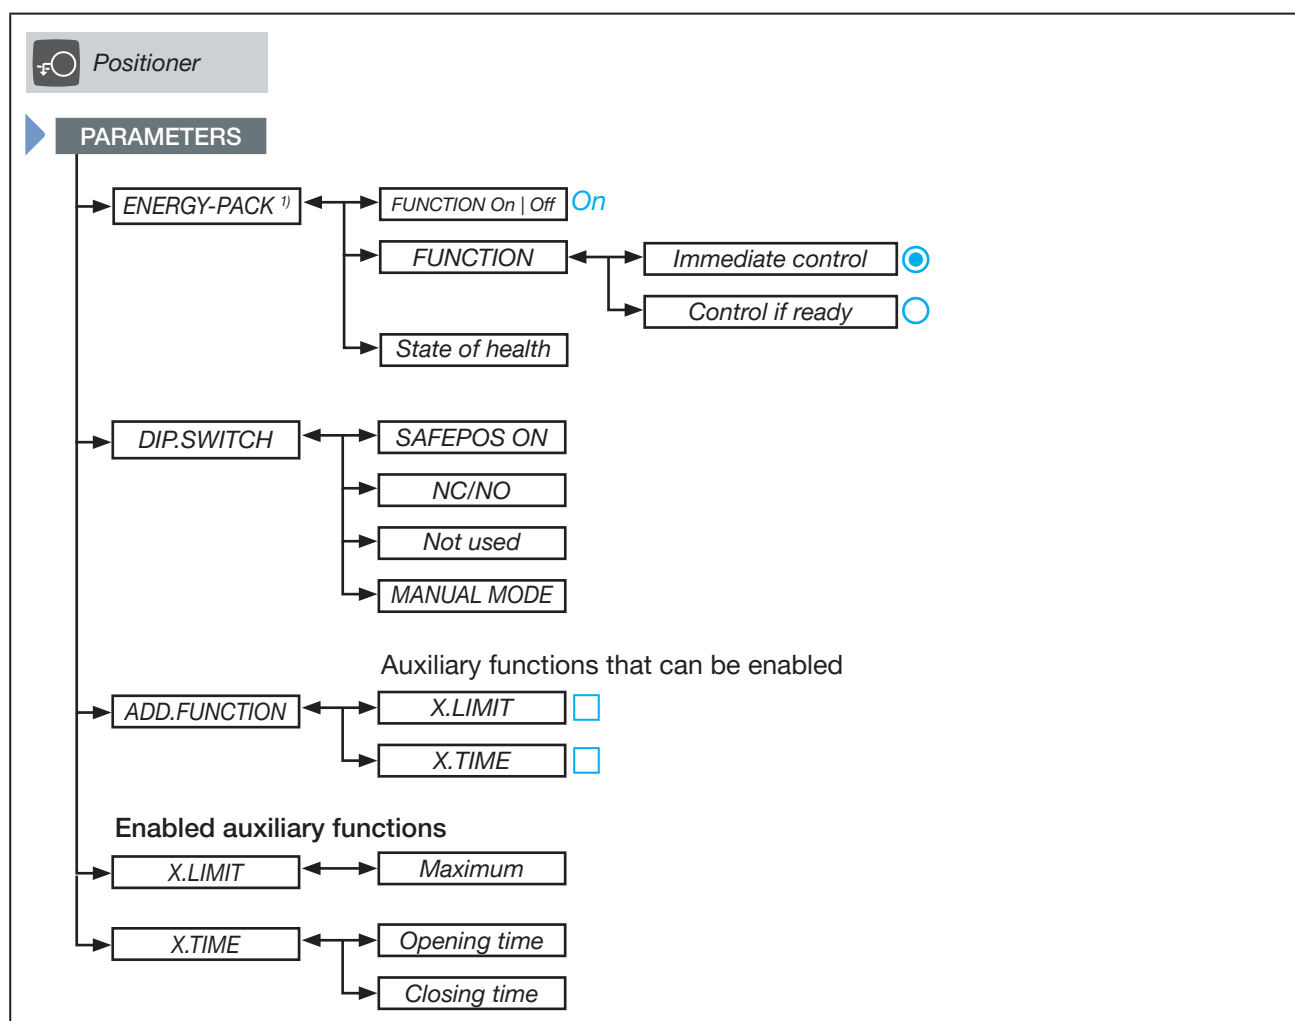 Positioner
PARAMETERS
ENERGY-PACK 1)
FUNCTION On | Off
On
FUNCTION
Immediate control
Control if ready
State of health
DIP.SWITCH
SAFEPOS ON
NC/NO
Not used
MANUAL MODE
Auxiliary functions that can be enabled
ADD.FUNCTION
X.LIMIT
X.TIME
Enabled auxiliary functions
X.LIMIT
Maximum
X.TIME
Opening time
Closing time